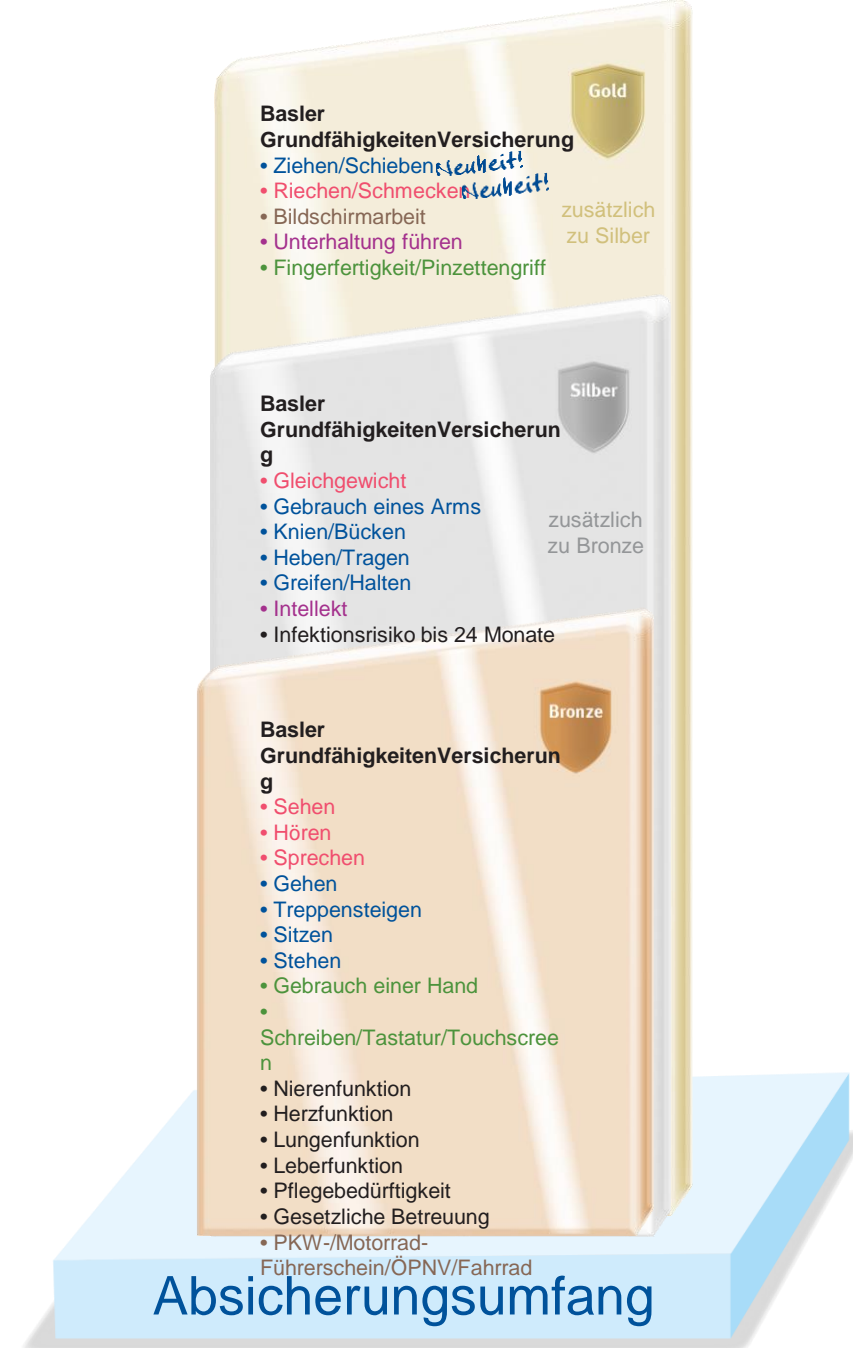 Gold
Basler
GrundfähigkeitenVersicherung
• Ziehen/Schieben Neuheit!
• Riechen/Schmecken Neuheit!
• Bildschirmarbeit
• Unterhaltung führen
• Fingerfertigkeit/Pinzettengriff
zusätzlich
zu Silber
Silber
Basler
GrundfähigkeitenVersicherun
g
• Gleichgewicht
• Gebrauch eines Arms
• Knien/Bücken
• Heben/Tragen
• Greifen/Halten
• Intellekt
• Infektionsrisiko bis 24 Monate
zusätzlich
zu Bronze
Bronze
Basler
GrundfähigkeitenVersicherun
g
• Sehen
• Hören
• Sprechen
• Gehen
• Treppensteigen
• Sitzen
• Stehen
• Gebrauch einer Hand
•
Schreiben/Tastatur/Touchscree
n
• Nierenfunktion
• Herzfunktion
• Lungenfunktion
• Leberfunktion
• Pflegebedürftigkeit
• Gesetzliche Betreuung
• PKW-/Motorrad-
Führerschein/ÖPNV/Fahrrad
Absicherungsumfang